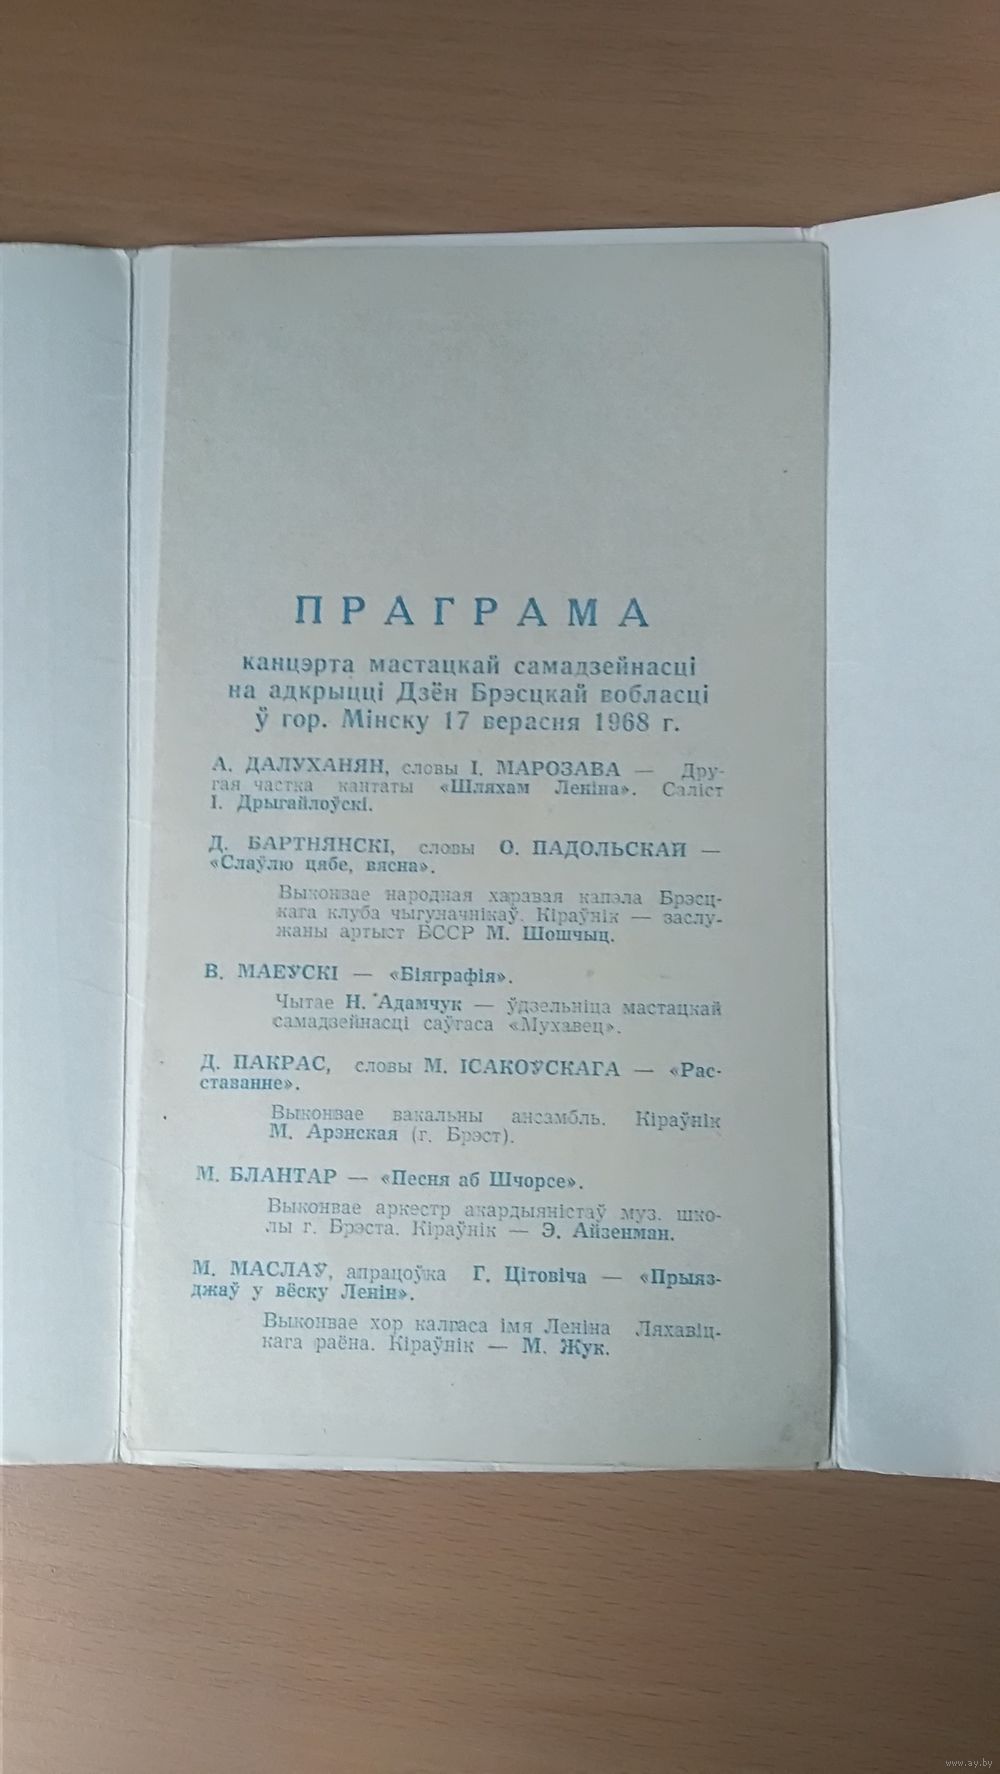 ПРАГРАМА
канцэрта мастацкай самадзейнасці
на адкрыцці Дзён Брэсцкай вобласці
ў гор. Мінску 17 верасня 1968 г.
А. ДАЛУХАНЯН, словы І. МАРОЗАВА — Дру-
гая частка кантаты «Шляхам Леніна». Саліст
І. Дрыгайлоўскі.
Д. БАРТНЯНСКІ, словы О. ПАДОЛЬСКАЙ —
«Слаўлю цябе, вясна».
Выконвае народная харавая капэла Брэсц-
кага клуба чыгуначнікаў. Кіраўнік — заслу-
жаны артыст БССР М. Шошчыц.
В. МАЕЎСКІ — «Біяграфія».
Чытае Н. Адамчук — ўдзельніца мастацкай
самадзейнасці саўгаса «Мухавец».
Д. ПАКРАС, словы М. ІСАКОЎСКАГА — «Рас-
ставанне».
Выконвае вакальны ансамбль. Кіраўнік
М. Арэнская (г. Брэст).
М. БЛАНТАР — «Песня аб Шчорсе».
Выконвае аркестр акардыяністаў муз. шко-
лы г. Брэста. Кіраўнік — Э. Айзенман.
М. МАСЛАЎ, апрацоўка Г. Цітовіча — «Прыяз-
джаў у вёску Ленін».
Выконвае хор калгаса імя Леніна Ляхавіц-
кага раёна. Кіраўнік — М. Жук.
www.ay.by